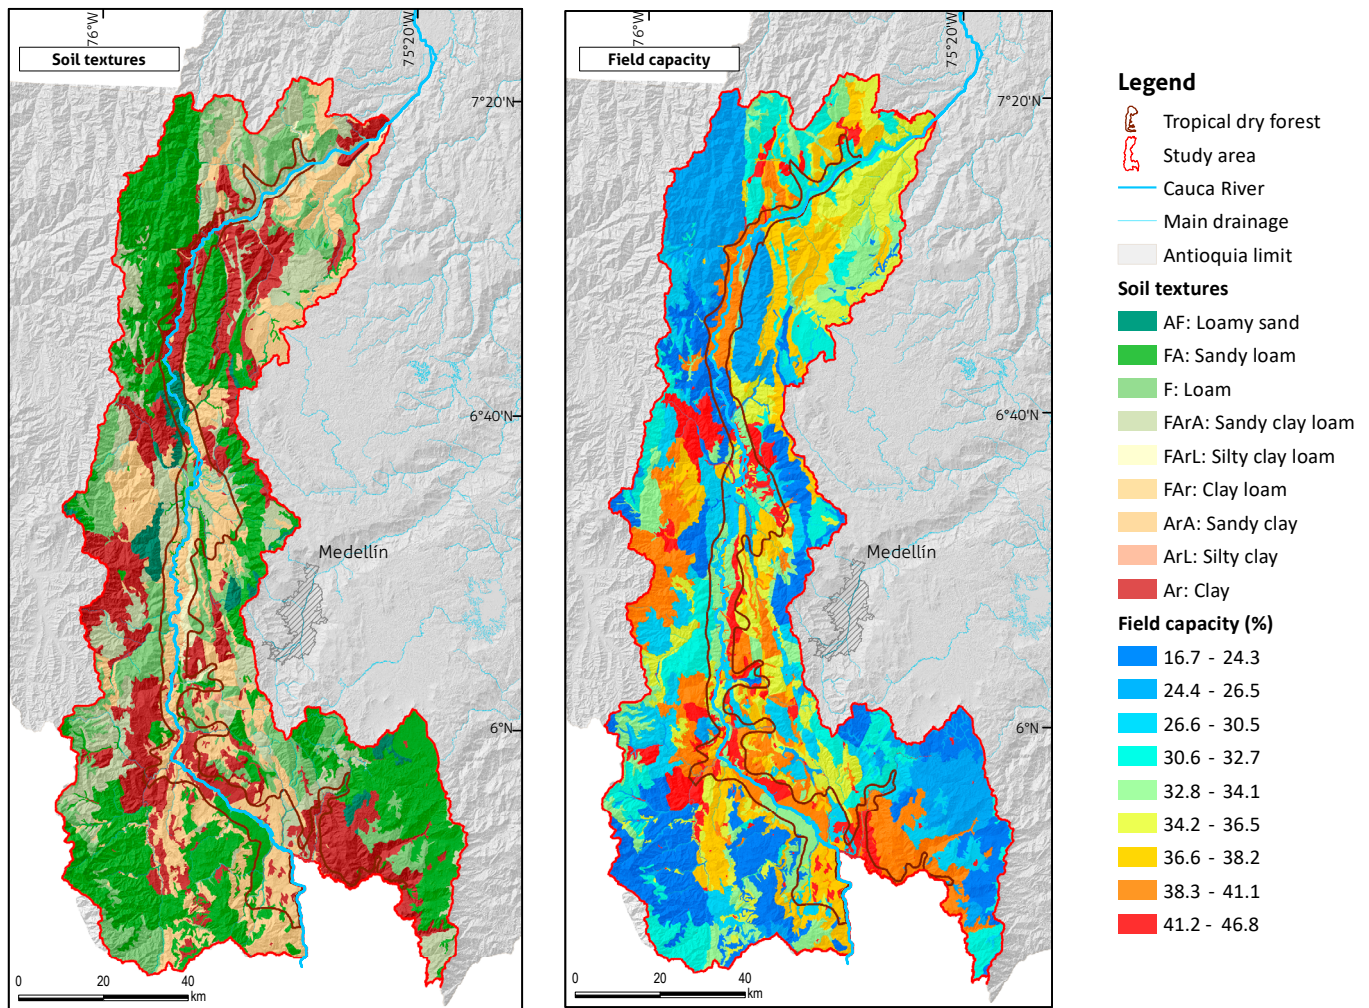 Soil textures
76°W
75°20'W
7°20'N
6°40'N
Medellín
6°N
0 20 40
km
Field capacity
76°W
75°20'W
7°20'N
6°40'N
Medellín
6°N
0 20 40
km
Legend
Tropical dry forest
Study area
Cauca River
Main drainage
Antioquia limit
Soil textures
AF: Loamy sand
FA: Sandy loam
F: Loam
FArA: Sandy clay loam
FArL: Silty clay loam
FAr: Clay loam
ArA: Sandy clay
ArL: Silty clay
Ar: Clay
Field capacity (%)
16.7 - 24.3
24.4 - 26.5
26.6 - 30.5
30.6 - 32.7
32.8 - 34.1
34.2 - 36.5
36.6 - 38.2
38.3 - 41.1
41.2 - 46.8